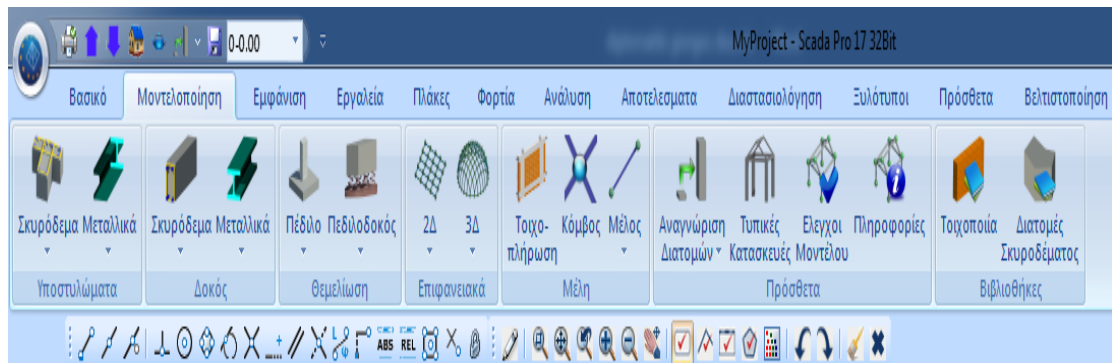 0-0.00
MyProject - Scada Pro 17 32Bit
Βασικό Μοντελοποίηση Εμφάνιση Εργαλεία Πλάκες Φορτία Ανάλυση Αποτελεσματα Διαστασιολόγηση Ξυλότυποι Πρόσθετα Βελτιστοποίηση
Σκυρόδεμα Μεταλλικά Σκυρόδεμα Μεταλλικά Πέδιλο Πεδιλοδοκός 2Δ 3Δ Τοιχο- Κόμβος Μέλος Αναγνώριση Τυπικές Ελεγχοι Πληροφορίες Τοιχοποιία Διατομές
πλήρωση Διατομών Κατασκευές Μοντέλου Σκυροδέματος
Υποστυλώματα Δοκός Θεμελίωση Επιφανειακά Μέλη Πρόσθετα Βιβλιοθήκες
ABS REL